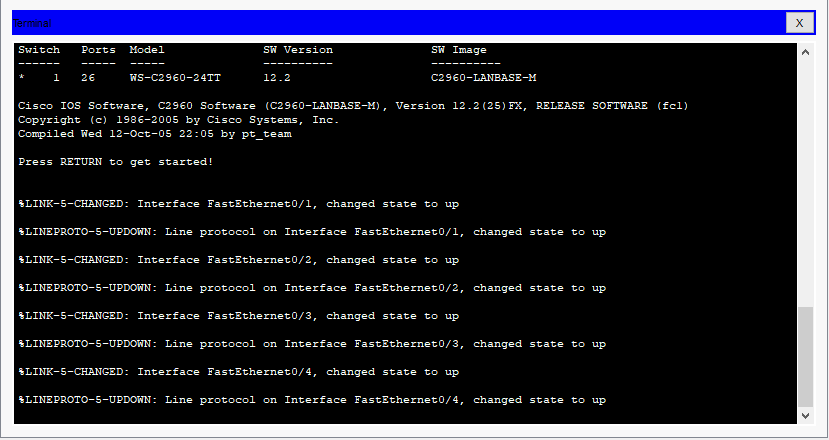 Terminal
X
Switch Ports Model SW Version SW Image
------ ----- ----- ---------- ----------
* 1 26 WS-C2960-24TT 12.2 C2960-LANBASE-M
Cisco IOS Software, C2960 Software (C2960-LANBASE-M), Version 12.2(25)FX, RELEASE SOFTWARE (fc1)
Copyright (c) 1986-2005 by Cisco Systems, Inc.
Compiled Wed 12-Oct-05 22:05 by pt_team
Press RETURN to get started!
%LINK-5-CHANGED: Interface FastEthernet0/1, changed state to up
%LINEPROTO-5-UPDOWN: Line protocol on Interface FastEthernet0/1, changed state to up
%LINK-5-CHANGED: Interface FastEthernet0/2, changed state to up
%LINEPROTO-5-UPDOWN: Line protocol on Interface FastEthernet0/2, changed state to up
%LINK-5-CHANGED: Interface FastEthernet0/3, changed state to up
%LINEPROTO-5-UPDOWN: Line protocol on Interface FastEthernet0/3, changed state to up
%LINK-5-CHANGED: Interface FastEthernet0/4, changed state to up
%LINEPROTO-5-UPDOWN: Line protocol on Interface FastEthernet0/4, changed state to up